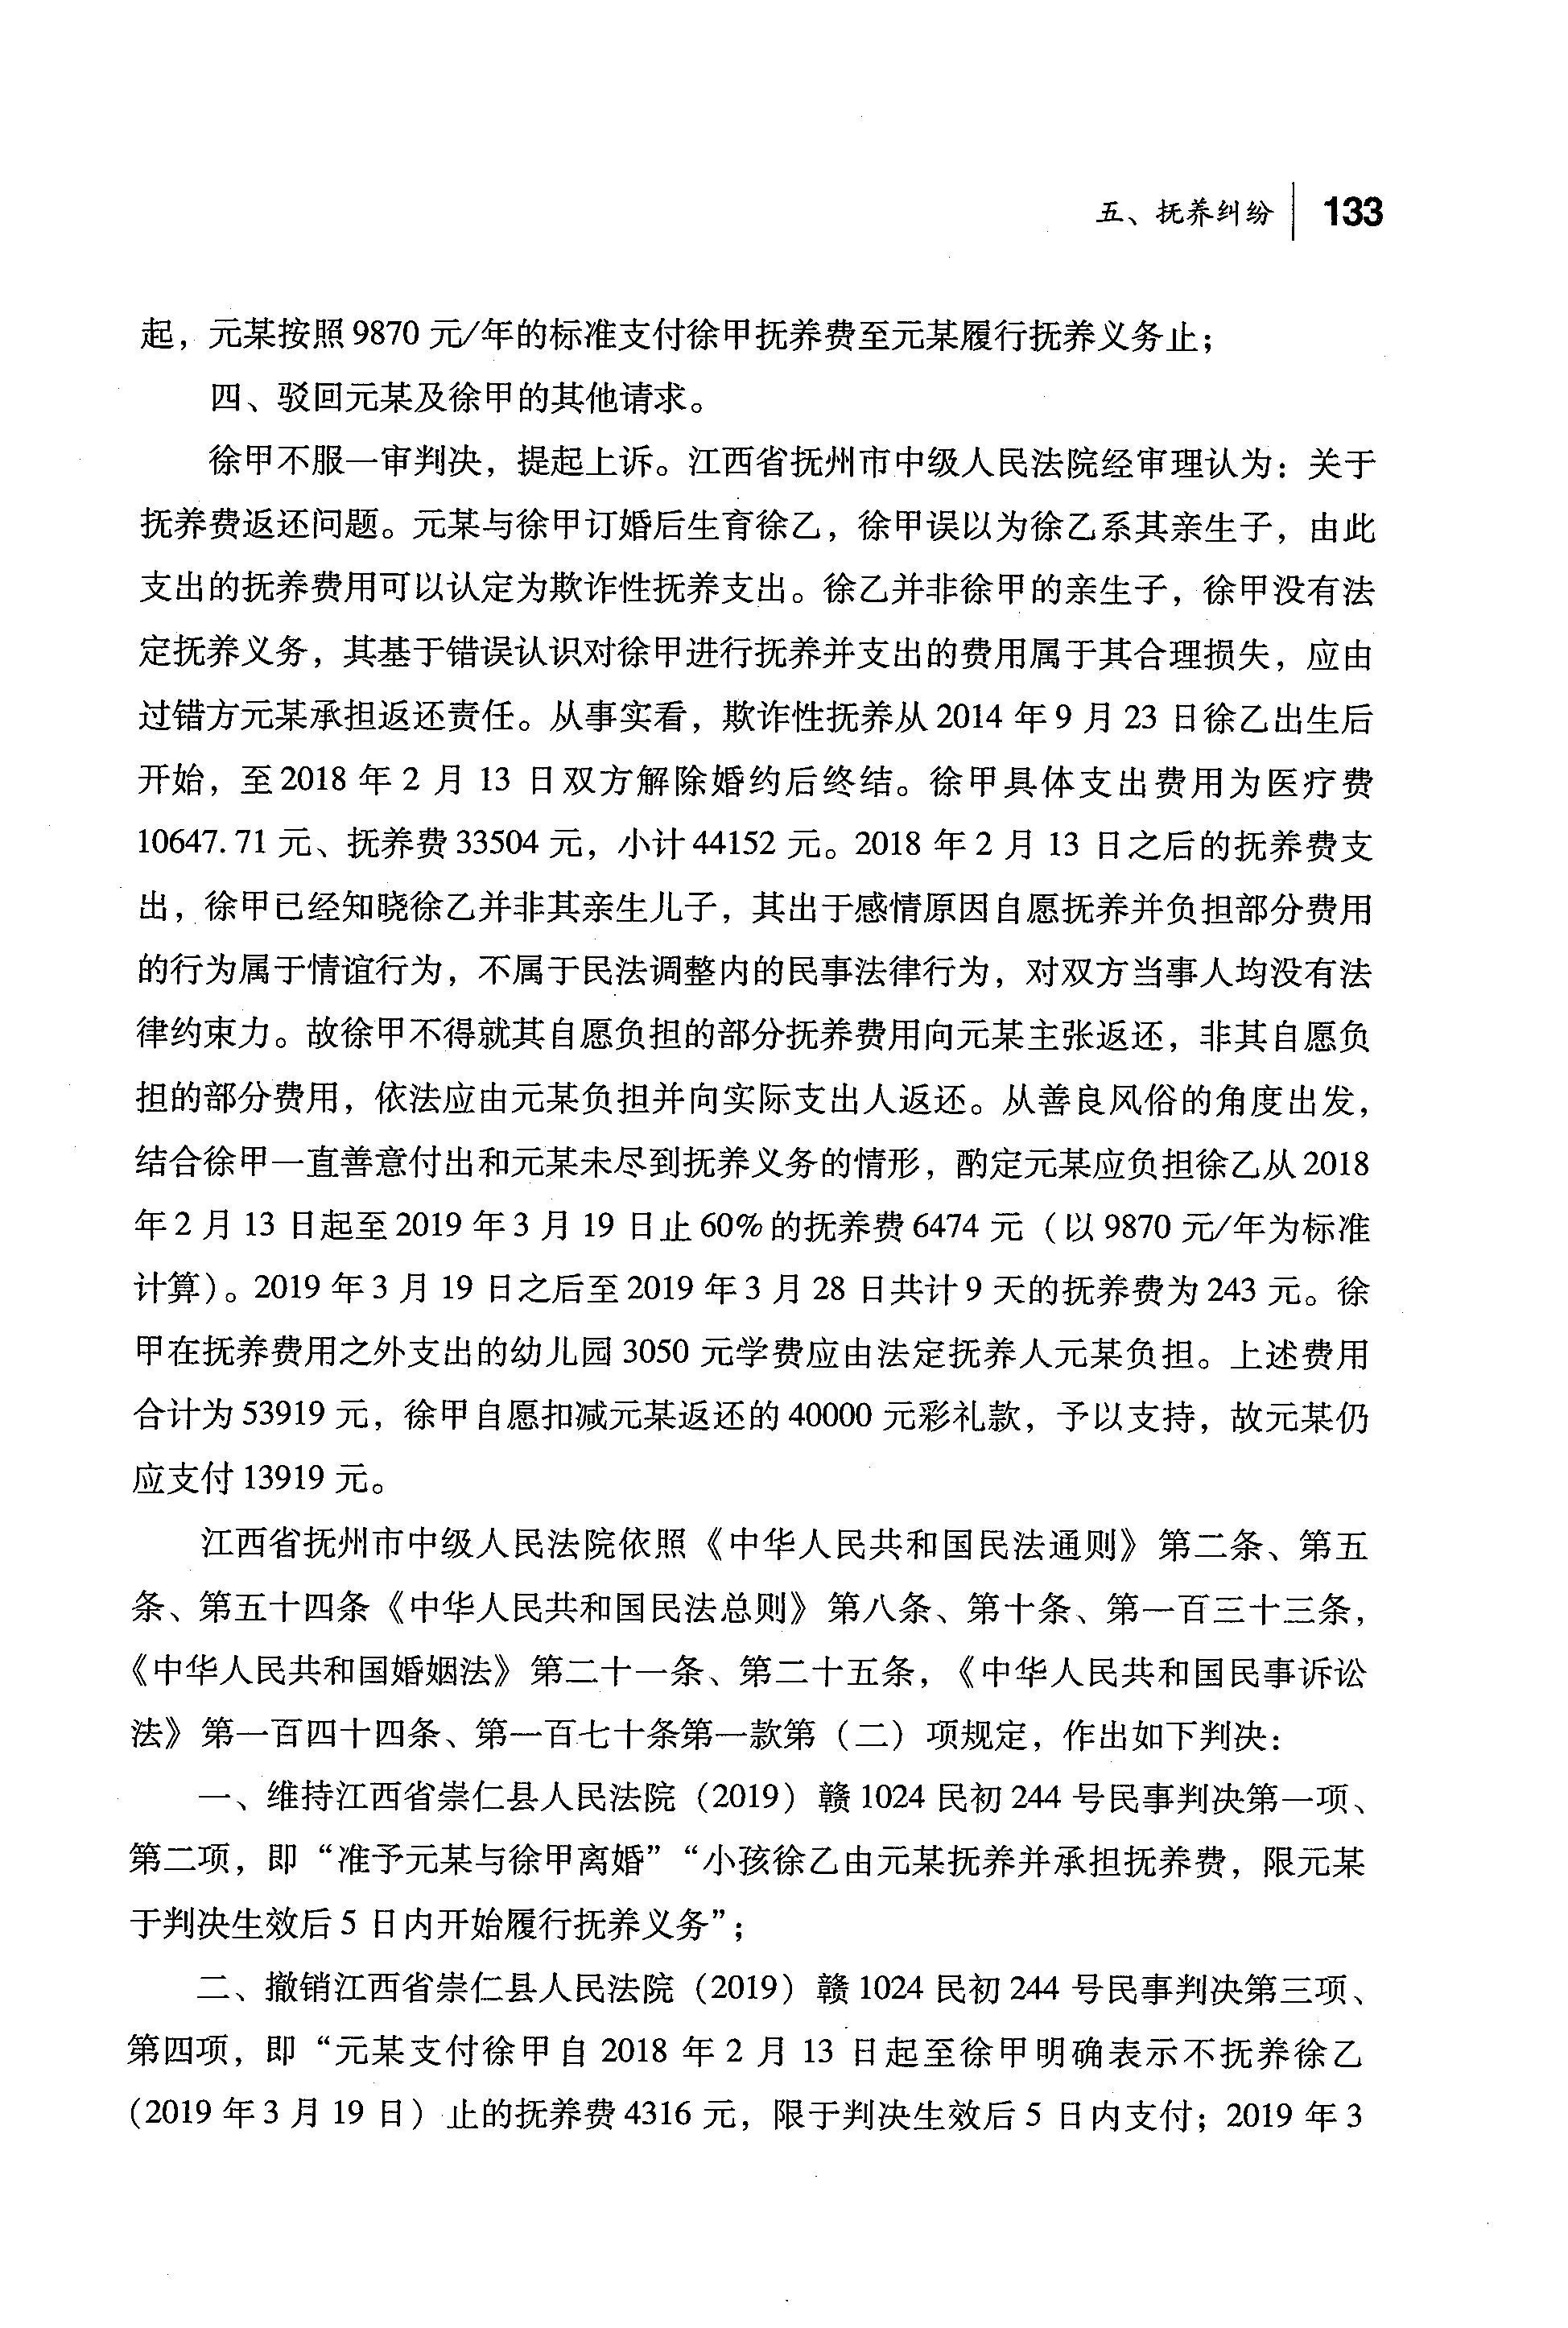 五、抚养纠纷 133
起，元某按照9870元/年的标准支付徐甲抚养费至元某履行抚养义务止；
四、驳回元某及徐甲的其他请求。
徐甲不服一审判决，提起上诉。江西省抚州市中级人民法院经审理认为：关于
抚养费返还问题。元某与徐甲订婚后生育徐乙，徐甲误以为徐乙系其亲生子，由此
支出的抚养费用可以认定为欺诈性抚养支出。徐乙并非徐甲的亲生子，徐甲没有法
定抚养义务，其基于错误认识对徐甲进行抚养并支出的费用属于其合理损失，应由
过错方元某承担返还责任。从事实看，欺诈性抚养从2014年9月23日徐乙出生后
开始，至2018年2月13日双方解除婚约后终结。徐甲具体支出费用为医疗费
10647.71元、抚养费33504元，小计44152元。2018年2月13日之后的抚养费支
出，徐甲已经知晓徐乙并非其亲生儿子，其出于感情原因自愿抚养并负担部分费用
的行为属于情谊行为，不属于民法调整内的民事法律行为，对双方当事人均没有法
律约束力。故徐甲不得就其自愿负担的部分抚养费用向元某主张返还，非其自愿负
担的部分费用，依法应由元某负担并向实际支出人返还。从善良风俗的角度出发，
结合徐甲一直善意付出和元某未尽到抚养义务的情形，酌定元某应负担徐乙从2018
年2月13日起至2019年3月19日止60%的抚养费6474元（以9870元/年为标准
计算）。2019年3月19日之后至2019年3月28日共计9天的抚养费为243元。徐
甲在抚养费用之外支出的幼儿园3050元学费应由法定抚养人元某负担。上述费用
合计为53919元，徐甲自愿扣减元某返还的40000元彩礼款，予以支持，故元某仍
应支付13919元。
江西省抚州市中级人民法院依照《中华人民共和国民法通则》第二条、第五
条、第五十四条《中华人民共和国民法总则》第八条、第十条、第一百三十三条，
《中华人民共和国婚姻法》第二十一条、第二十五条，《中华人民共和国民事诉讼
法》第一百四十四条、第一百七十条第一款第（二）项规定，作出如下判决：
一、维持江西省崇仁县人民法院（2019）赣1024民初244号民事判决第一项、
第二项，即“准予元某与徐甲离婚”“小孩徐乙由元某抚养并承担抚养费，限元某
于判决生效后5日内开始履行抚养义务”；
二、撤销江西省崇仁县人民法院（2019）赣1024民初244号民事判决第三项、
第四项，即“元某支付徐甲自2018年2月13日起至徐甲明确表示不抚养徐乙
（2019年3月19日）止的抚养费4316元，限于判决生效后5日内支付；2019年3